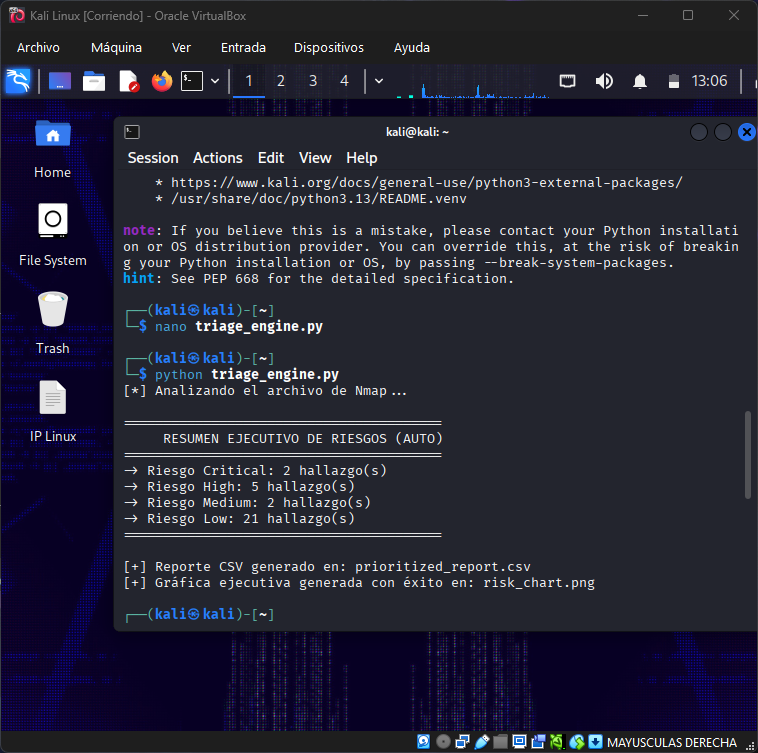 Kali Linux [Corriendo] - Oracle VirtualBox
Archivo Máquina Ver Entrada Dispositivos Ayuda
1 2 3 4 13:06
kali@kali: ~
Session Actions Edit View Help
Home
File System
Trash
IP Linux
* https://www.kali.org/docs/general-use/python3-external-packages/
* /usr/share/doc/python3.13/README.venv
note: If you believe this is a mistake, please contact your Python installati
on or OS distribution provider. You can override this, at the risk of breakin
g your Python installation or OS, by passing --break-system-packages.
hint: See PEP 668 for the detailed specification.
┌──(kali㉿kali)-[~]
└─$ nano triage_engine.py
┌──(kali㉿kali)-[~]
└─$ python triage_engine.py
[*] Analizando el archivo de Nmap...
========================================
RESUMEN EJECUTIVO DE RIESGOS (AUTO)
========================================
-> Riesgo Critical: 2 hallazgo(s)
-> Riesgo High: 5 hallazgo(s)
-> Riesgo Medium: 2 hallazgo(s)
-> Riesgo Low: 21 hallazgo(s)
========================================
[+] Reporte CSV generado en: prioritized_report.csv
[+] Gráfica ejecutiva generada con éxito en: risk_chart.png
┌──(kali㉿kali)-[~]
MAYUSCULAS DERECHA